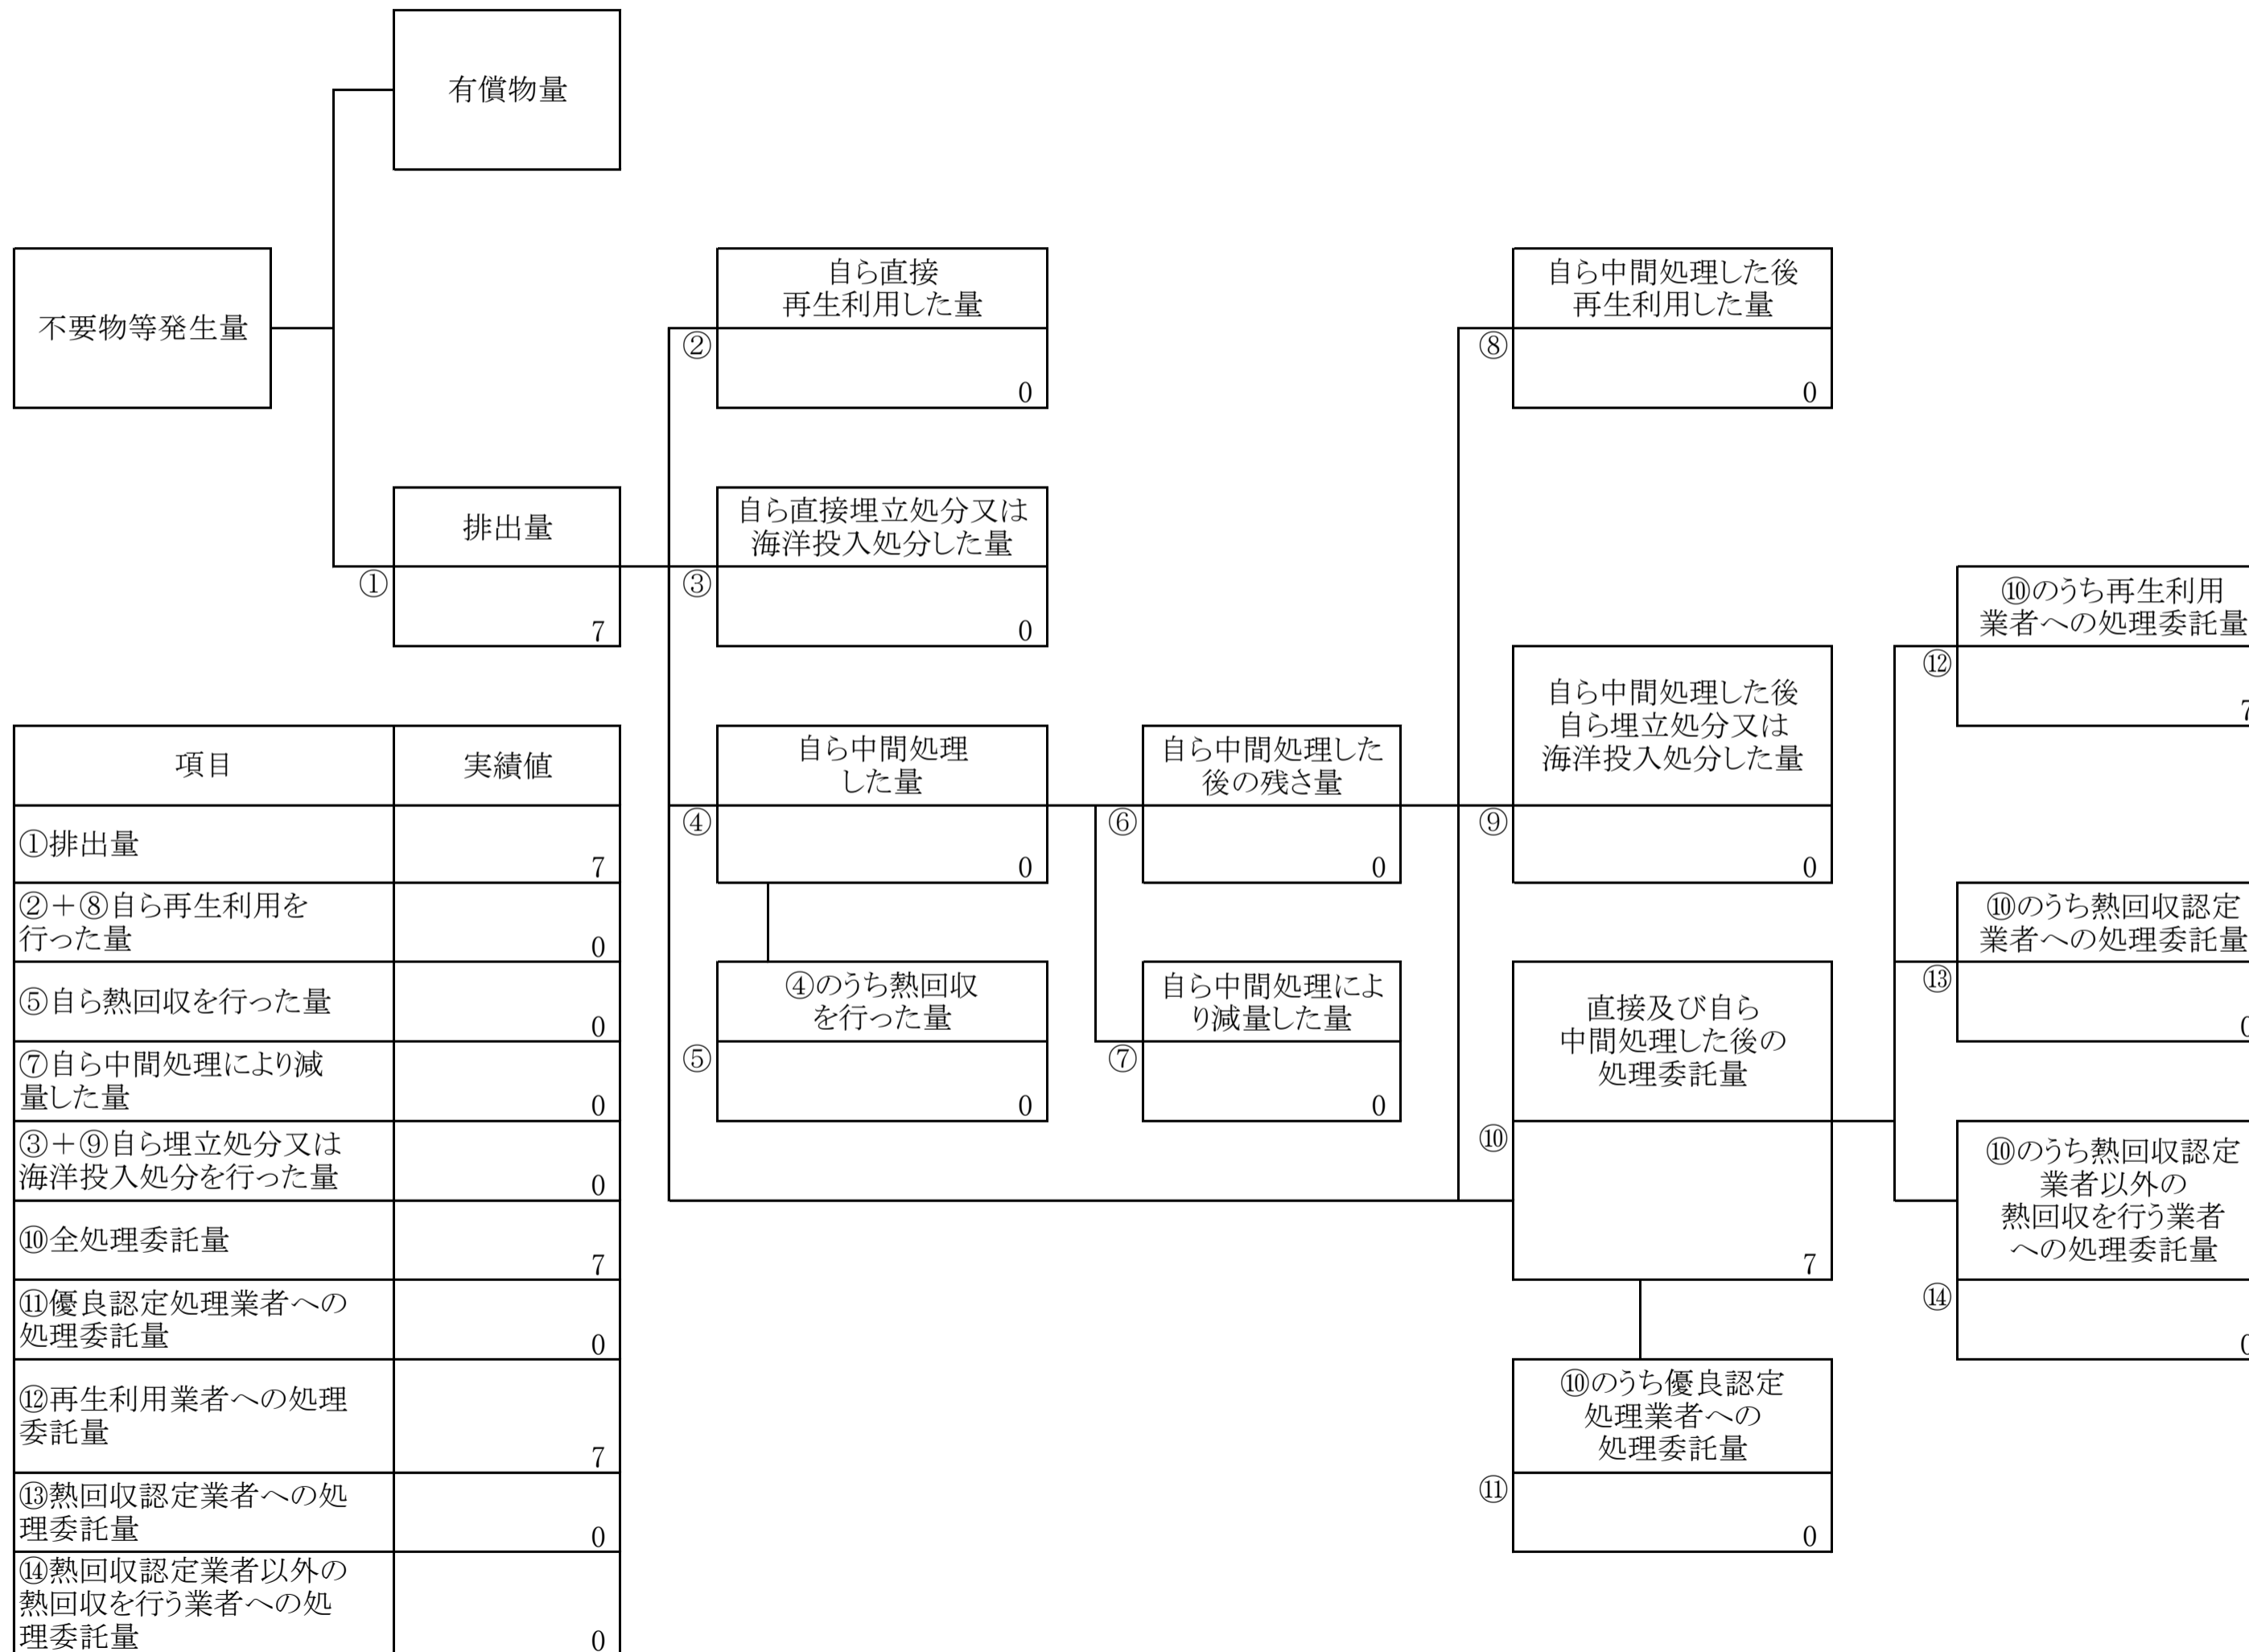 有償物量
不要物等発生量
自ら直接
再生利用した量
②
0
自ら中間処理した後
再生利用した量
⑧
0
排出量
①
7
自ら直接埋立処分又は
海洋投入処分した量
③
0
⑩のうち再生利用
業者への処理委託量
⑫
7
自ら中間処理
した量
④
0
自ら中間処理した
後の残さ量
⑥
0
自ら中間処理した後
自ら埋立処分又は
海洋投入処分した量
⑨
0
⑩のうち熱回収認定
業者への処理委託量
⑬
0
④のうち熱回収
を行った量
⑤
0
自ら中間処理によ
り減量した量
⑦
0
直接及び自ら
中間処理した後の
処理委託量
⑩
7
⑩のうち熱回収認定
業者以外の
熱回収を行う業者
への処理委託量
⑭
0
⑩のうち優良認定
処理業者への
処理委託量
⑪
0
項目 実績値
①排出量
7
②+⑧自ら再生利用を
行った量
0
⑤自ら熱回収を行った量
0
⑦自ら中間処理により減
量した量
0
③+⑨自ら埋立処分又は
海洋投入処分を行った量
0
⑩全処理委託量
7
⑪優良認定処理業者への
処理委託量
0
⑫再生利用業者への処理
委託量
7
⑬熱回収認定業者への処
理委託量
0
⑭熱回収認定業者以外の
熱回収を行う業者への処
理委託量
0